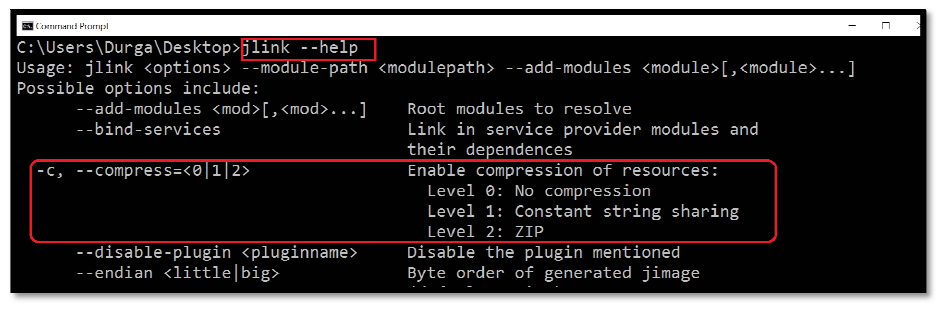 Command Prompt
C:\Users\Durga\Desktop>jlink --help
Usage: jlink <options> --module-path <modulepath> --add-modules <module>[,<module>...]
Possible options include:
--add-modules <mod>[,<mod>...] Root modules to resolve
--bind-services Link in service provider modules and
their dependences
-c, --compress=<0|1|2> Enable compression of resources:
Level 0: No compression
Level 1: Constant string sharing
Level 2: ZIP
--disable-plugin <pluginname> Disable the plugin mentioned
--endian <little|big> Byte order of generated jimage